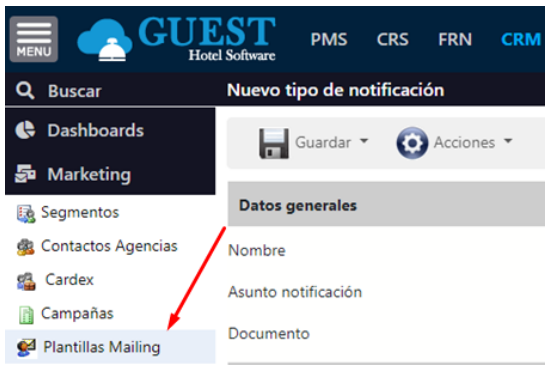 MENU
GUEST
Hotel Software
PMS CRS FRN CRM
Buscar
Nuevo tipo de notificación
Dashboards
Guardar
Acciones
Marketing
Segmentos
Datos generales
Contactos Agencias
Nombre
Cardex
Asunto notificación
Campañas
Documento
Plantillas Mailing